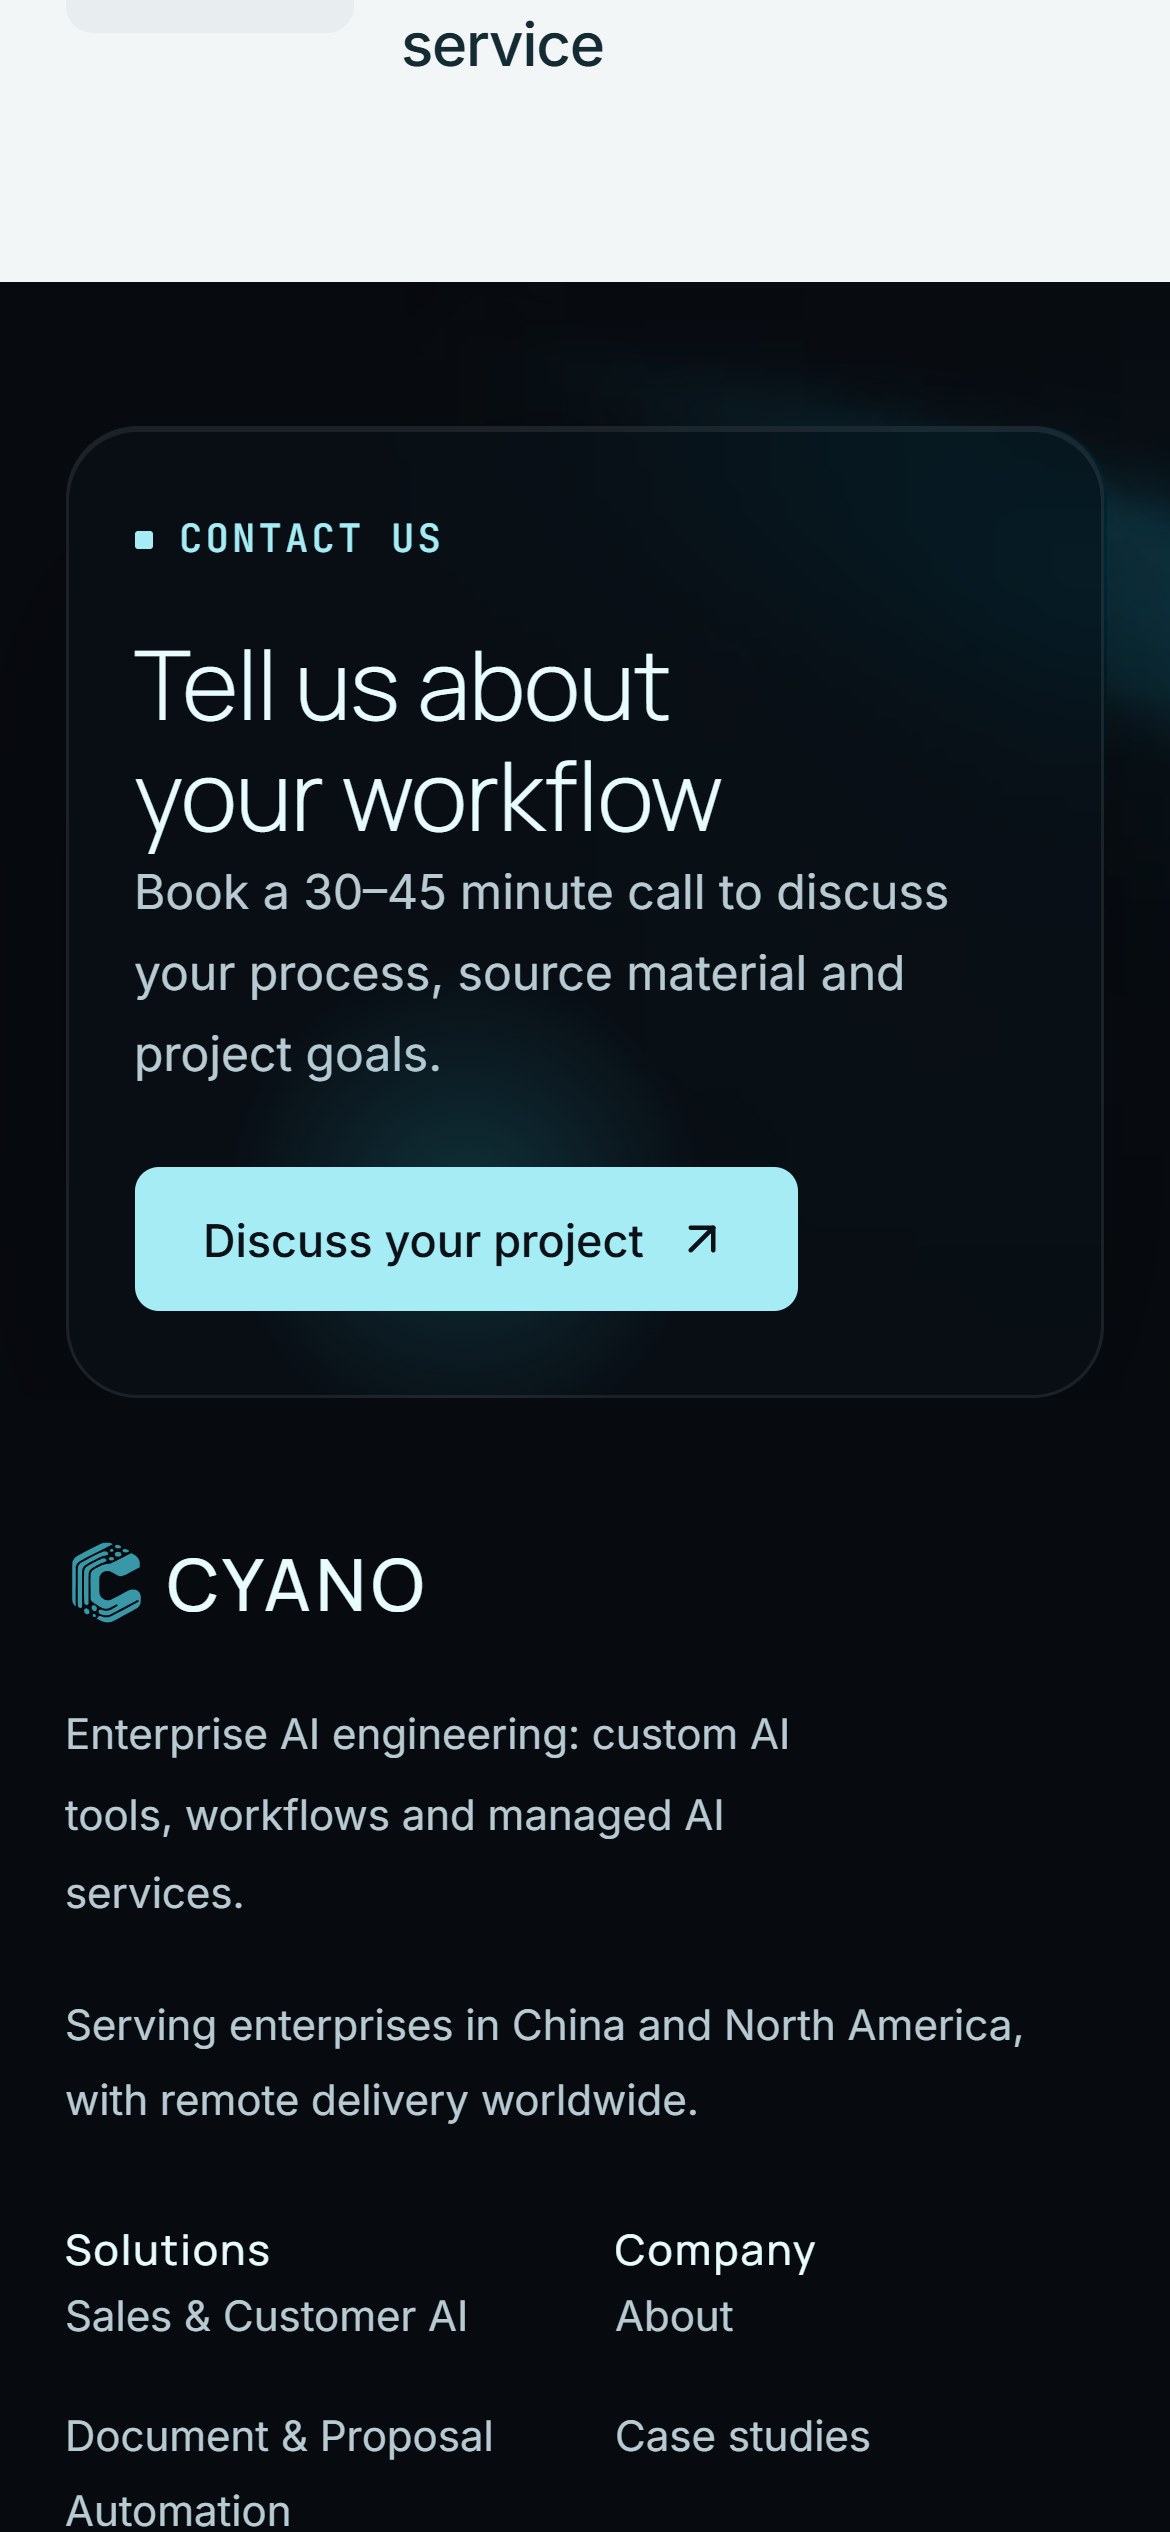 service
CONTACT US
Tell us about
your workflow
Book a 30–45 minute call to discuss
your process, source material and
project goals.
Discuss your project
CYANO
Enterprise AI engineering: custom AI
tools, workflows and managed AI
services.
Serving enterprises in China and North America,
with remote delivery worldwide.
Solutions
Sales & Customer AI
Document & Proposal
Automation
Company
About
Case studies